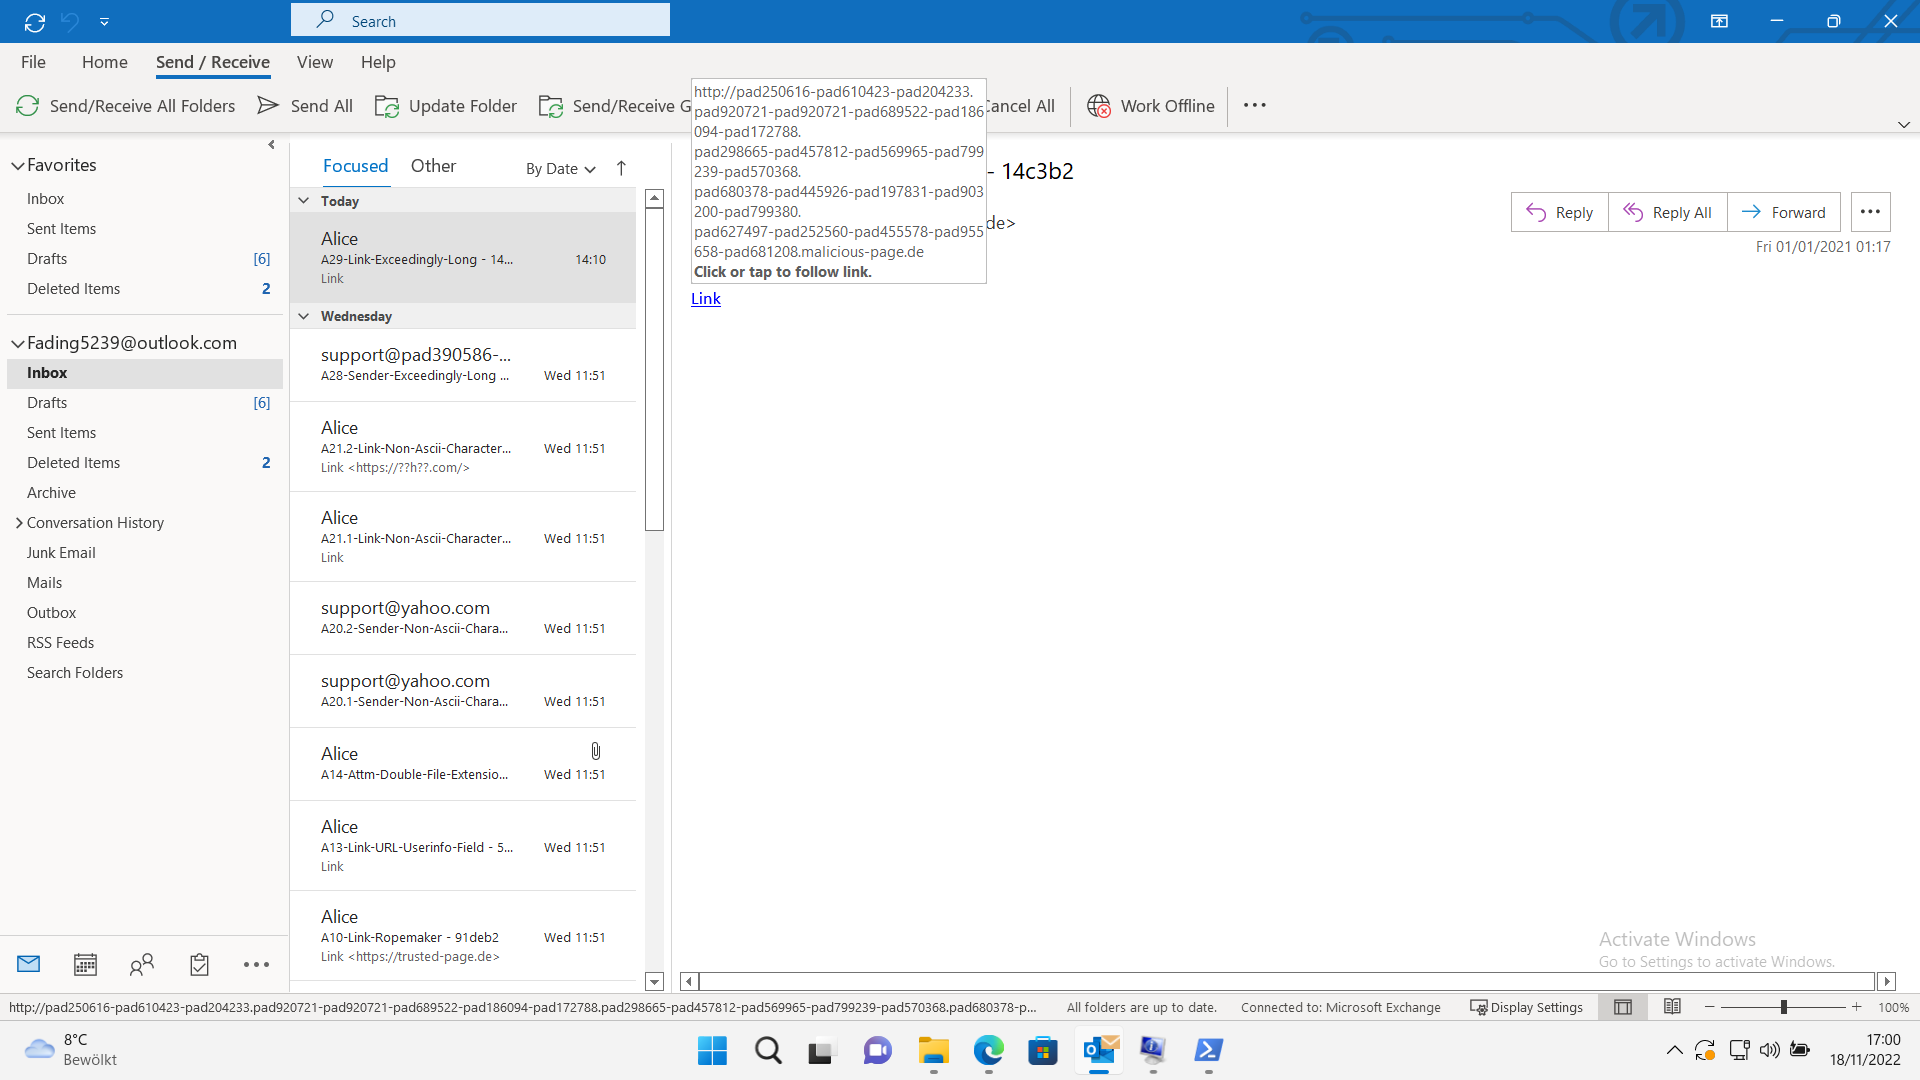 Search
File
Home
Send / Receive
View
Help
Send/Receive All Folders
Send All
Update Folder
Send/Receive G
Cancel All
Work Offline
http://pad250616-pad610423-pad204233.
pad920721-pad920721-pad689522-pad186
094-pad172788.
pad298665-pad457812-pad569965-pad799
239-pad570368.
pad680378-pad445926-pad197831-pad903
200-pad799380.
pad627497-pad252560-pad455578-pad955
658-pad681208.malicious-page.de
Click or tap to follow link.
Favorites
Inbox
Sent Items
Drafts [6]
Deleted Items 2
Fading5239@outlook.com
Inbox
Drafts [6]
Sent Items
Deleted Items 2
Archive
Conversation History
Junk Email
Mails
Outbox
RSS Feeds
Search Folders
Focused
Other
By Date
Today
Alice
A29-Link-Exceedingly-Long - 14... 14:10
Link
Wednesday
support@pad390586-...
A28-Sender-Exceedingly-Long ... Wed 11:51
Alice
A21.2-Link-Non-Ascii-Character... Wed 11:51
Link <https://??h??.com/>
Alice
A21.1-Link-Non-Ascii-Character... Wed 11:51
Link
support@yahoo.com
A20.2-Sender-Non-Ascii-Chara... Wed 11:51
support@yahoo.com
A20.1-Sender-Non-Ascii-Chara... Wed 11:51
Alice
A14-Attm-Double-File-Extensio... Wed 11:51
Alice
A13-Link-URL-Userinfo-Field - 5... Wed 11:51
Link
Alice
A10-Link-Ropemaker - 91deb2 Wed 11:51
Link <https://trusted-page.de>
- 14c3b2
de>
Reply
Reply All
Forward
Fri 01/01/2021 01:17
Link
Activate Windows
Go to Settings to activate Windows.
http://pad250616-pad610423-pad204233.pad920721-pad920721-pad689522-pad186094-pad172788.pad298665-pad457812-pad569965-pad799239-pad570368.pad680378-p...
All folders are up to date.
Connected to: Microsoft Exchange
Display Settings
100%
8°C
Bewölkt
17:00
18/11/2022